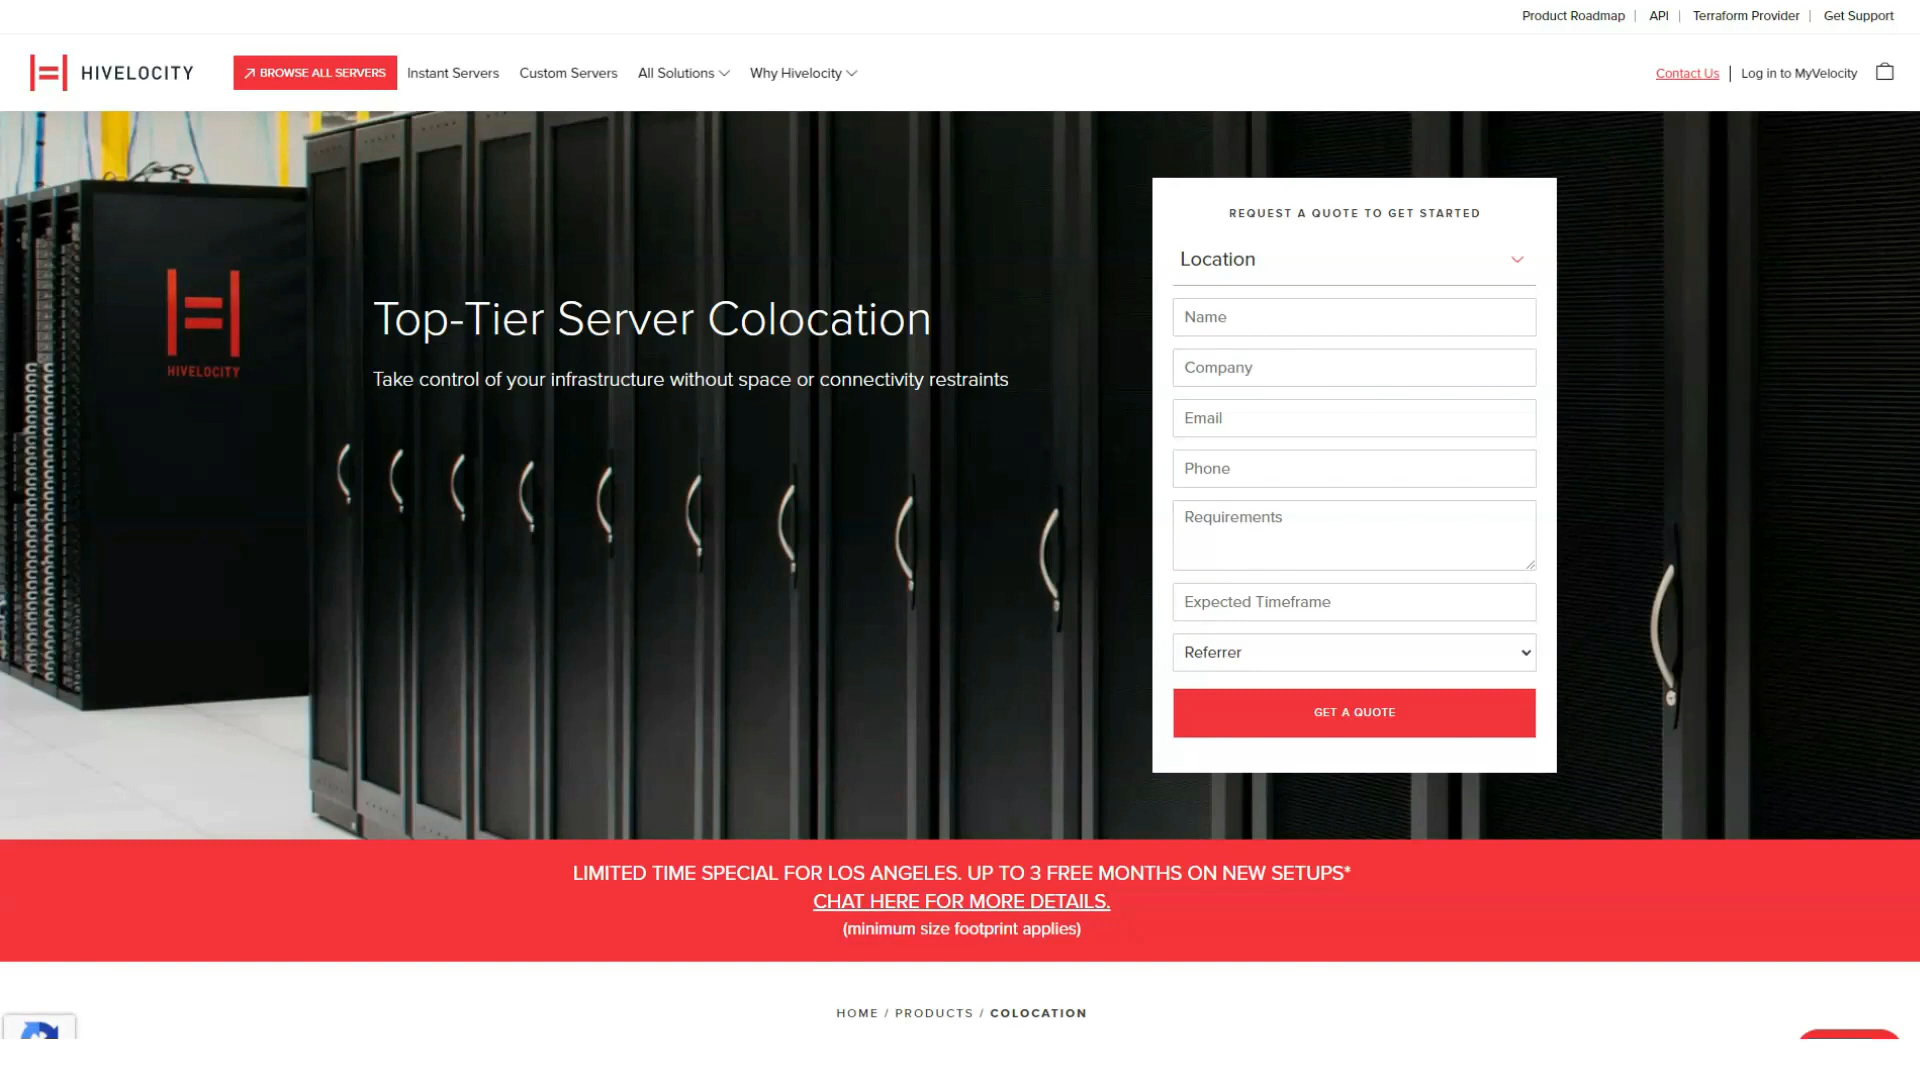 Product Roadmap | API | Terraform Provider | Get Support
HIVELOCITY
BROWSE ALL SERVERS
Instant Servers
Custom Servers
All Solutions
Why Hivelocity
Contact Us | Log in to MyVelocity
HIVELOCITY
Top-Tier Server Colocation
Take control of your infrastructure without space or connectivity restraints
REQUEST A QUOTE TO GET STARTED
Location
Name
Company
Email
Phone
Requirements
Expected Timeframe
Referrer
GET A QUOTE
LIMITED TIME SPECIAL FOR LOS ANGELES. UP TO 3 FREE MONTHS ON NEW SETUPS*
CHAT HERE FOR MORE DETAILS.
(minimum size footprint applies)
HOME / PRODUCTS / COLOCATION